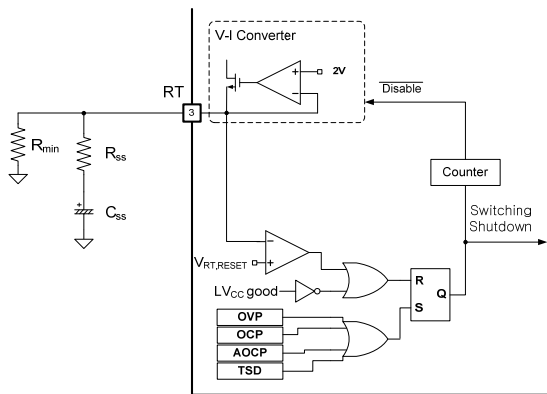 V-I Converter
+
2V
−
RT
3
Disable
Rmin
Rss
+
Css
Counter
Switching
Shutdown
−
+
VRT,RESET
LVCC good
R
Q
S
OVP
OCP
AOCP
TSD